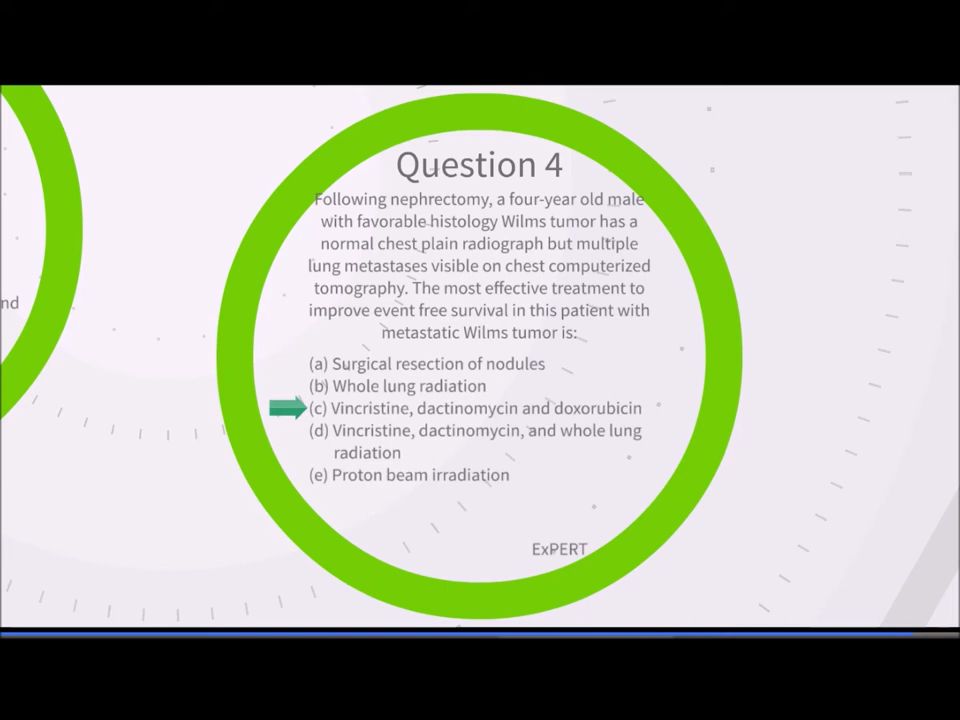 Question 4
Following nephrectomy, a four-year old male
with favorable histology Wilms tumor has a
normal chest plain radiograph but multiple
lung metastases visible on chest computerized
tomography. The most effective treatment to
improve event free survival in this patient with
metastatic Wilms tumor is:
(a) Surgical resection of nodules
(b) Whole lung radiation
(c) Vincristine, dactinomycin and doxorubicin
(d) Vincristine, dactinomycin, and whole lung
radiation
(e) Proton beam irradiation
nd
ExPERT